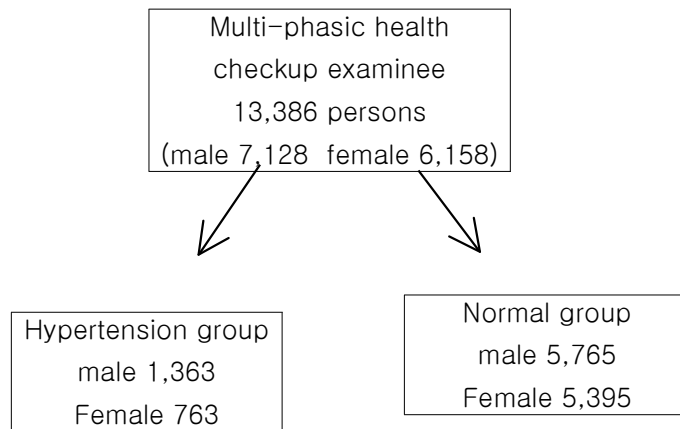 Multi-phasic health
checkup examinee
13,386 persons
(male 7,128 female 6,158)
Hypertension group
male 1,363
Female 763
Normal group
male 5,765
Female 5,395